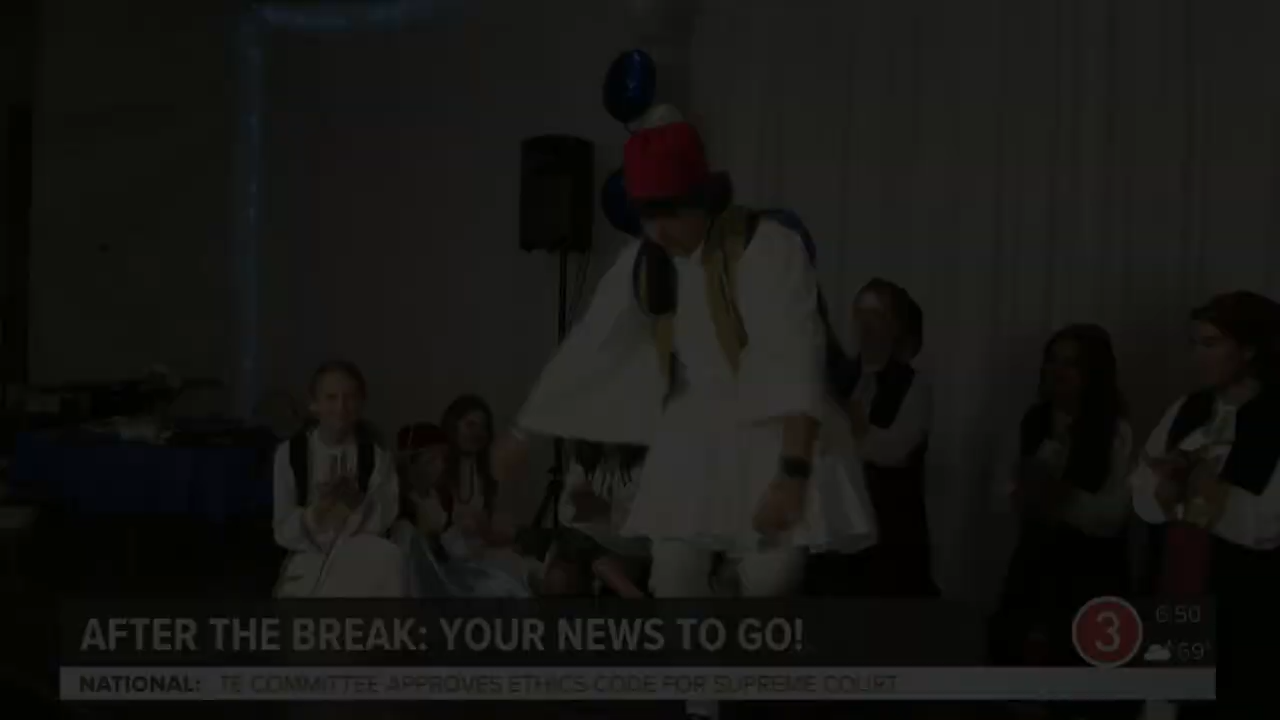 AFTER THE BREAK: YOUR NEWS TO GO!
3
6:50
69°
NATIONAL: TE COMMITTEE APPROVES ETHICS CODE FOR SUPREME COURT